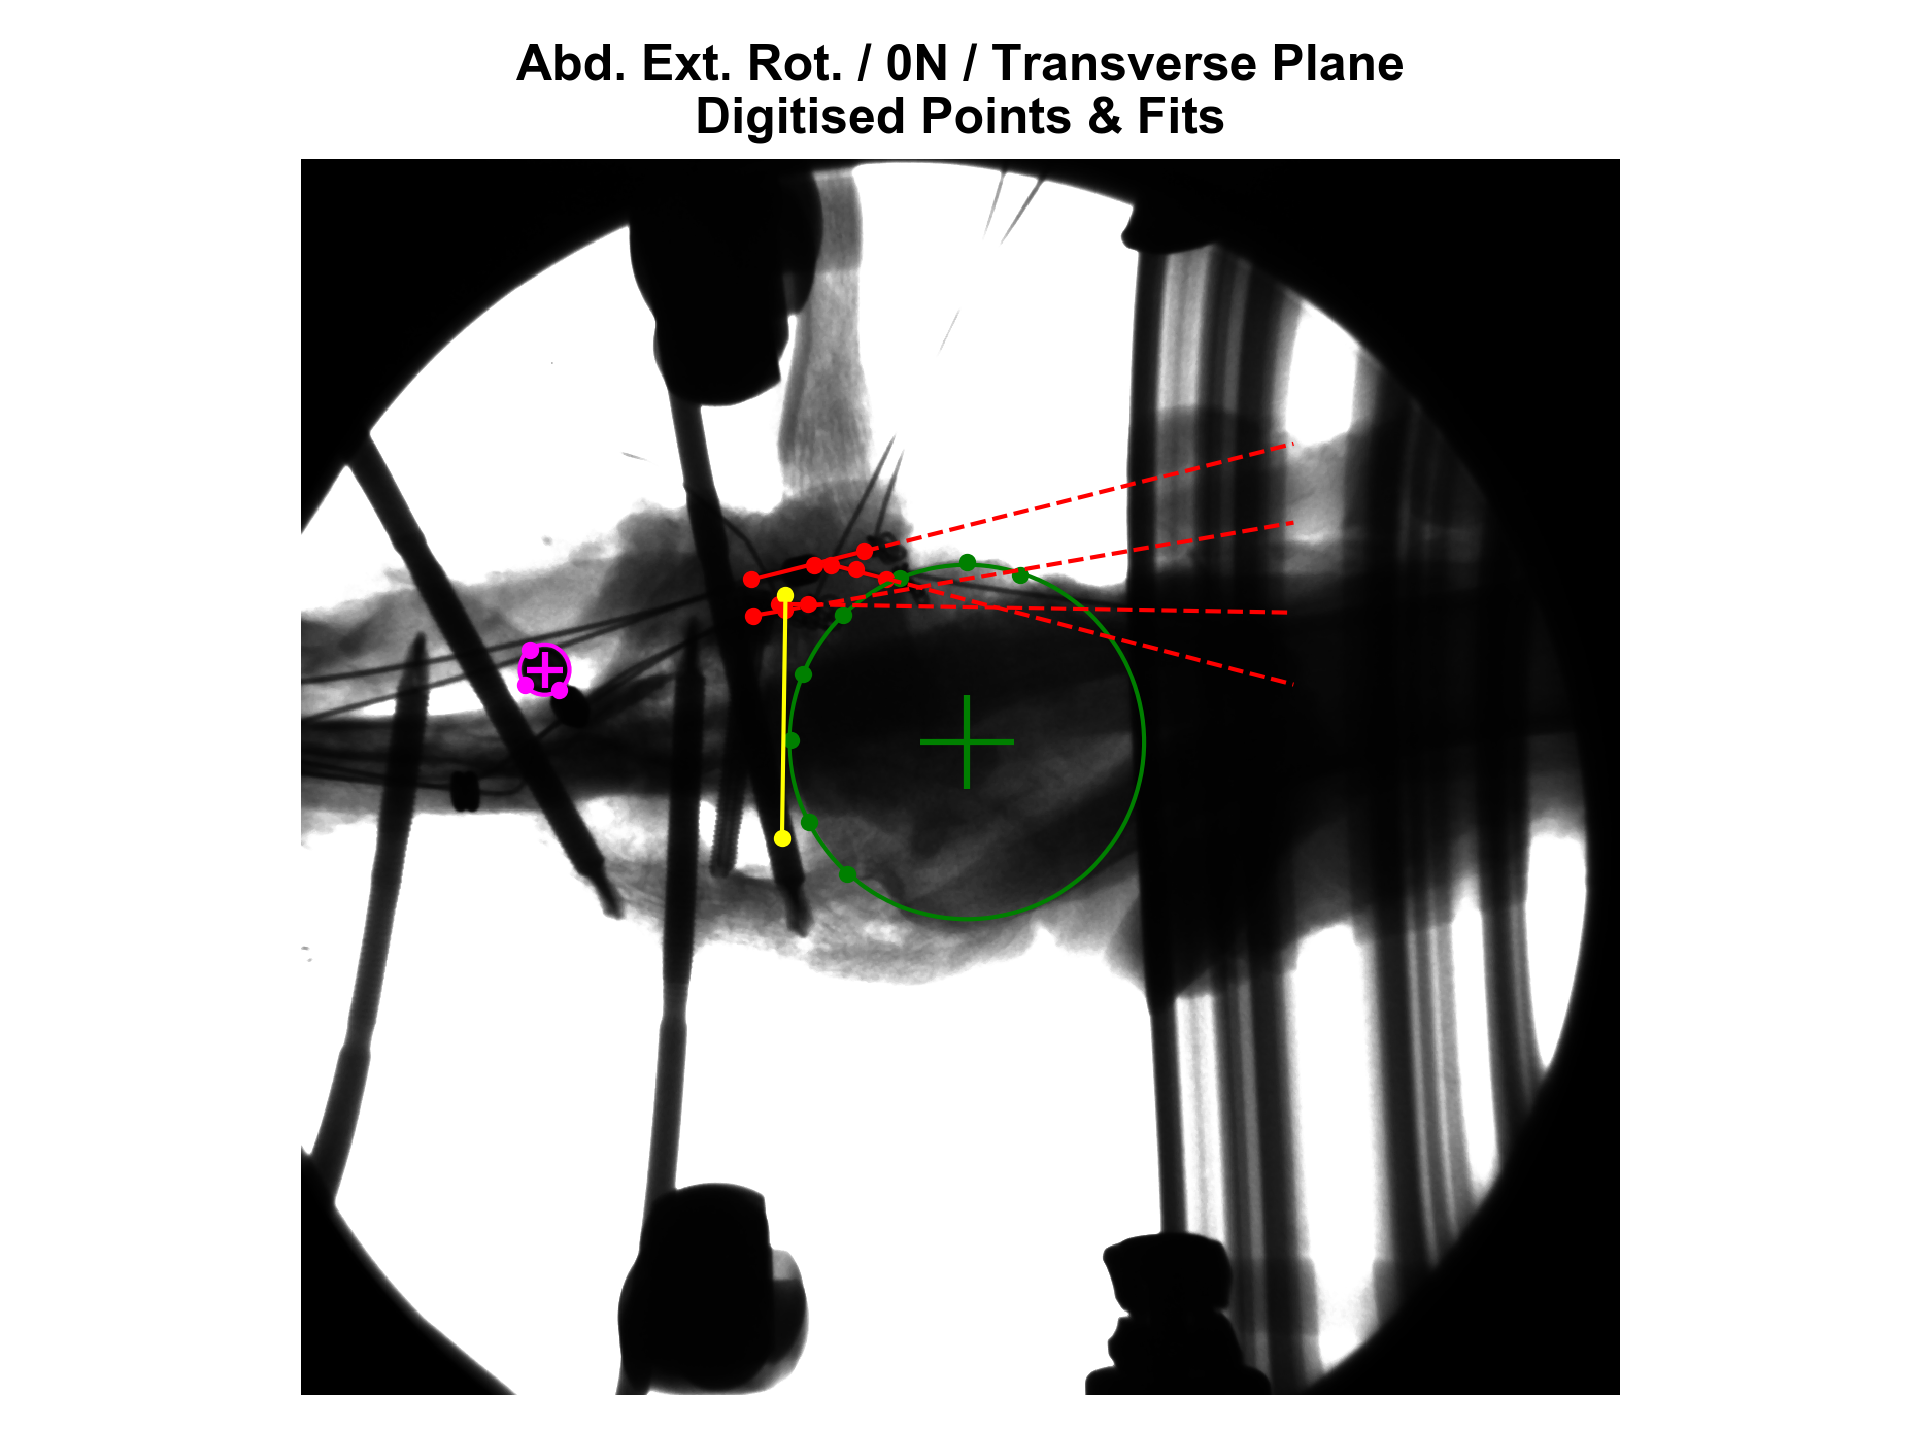 Abd. Ext. Rot. / 0N / Transverse Plane
Digitised Points & Fits